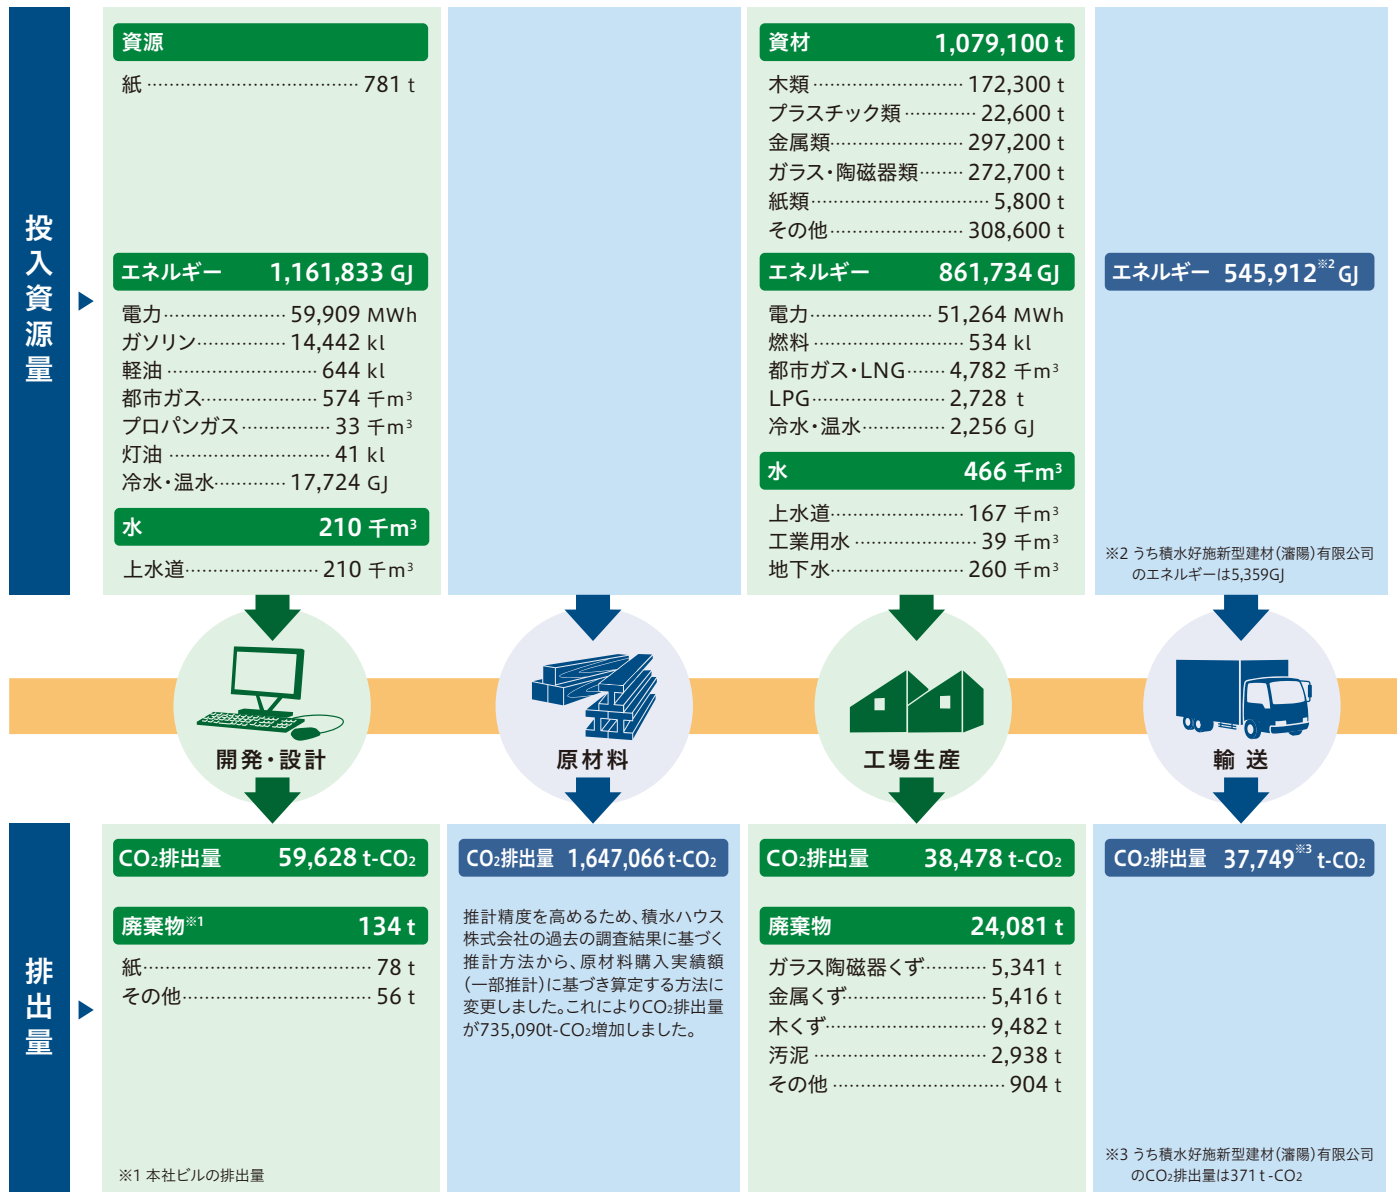 投入資源量
資源
紙 781 t
エネルギー 1,161,833 GJ
電力 59,909 MWh
ガソリン 14,442 kl
軽油 644 kl
都市ガス 574 千m³
プロパンガス 33 千m³
灯油 41 kl
冷水・温水 17,724 GJ
水 210 千m³
上水道 210 千m³
資材 1,079,100 t
木類 172,300 t
プラスチック類 22,600 t
金属類 297,200 t
ガラス・陶磁器類 272,700 t
紙類 5,800 t
その他 308,600 t
エネルギー 861,734 GJ
電力 51,264 MWh
燃料 534 kl
都市ガス・LNG 4,782 千m³
LPG 2,728 t
冷水・温水 2,256 GJ
水 466 千m³
上水道 167 千m³
工業用水 39 千m³
地下水 260 千m³
エネルギー 545,912※2 GJ
※2 うち積水好施新型建材(瀋陽)有限公司
のエネルギーは5,359GJ
開発・設計
原材料
工場生産
輸送
排出量
CO₂排出量 59,628 t-CO₂
廃棄物※1 134 t
紙 78 t
その他 56 t
※1 本社ビルの排出量
CO₂排出量 1,647,066 t-CO₂
推計精度を高めるため、積水ハウス
株式会社の過去の調査結果に基づく
推計方法から、原材料購入実績額
(一部推計)に基づき算定する方法に
変更しました。これによりCO₂排出量
が735,090t-CO₂増加しました。
CO₂排出量 38,478 t-CO₂
廃棄物 24,081 t
ガラス陶磁器くず 5,341 t
金属くず 5,416 t
木くず 9,482 t
汚泥 2,938 t
その他 904 t
CO₂排出量 37,749※3 t-CO₂
※3 うち積水好施新型建材(瀋陽)有限公司
のCO₂排出量は371 t -CO₂